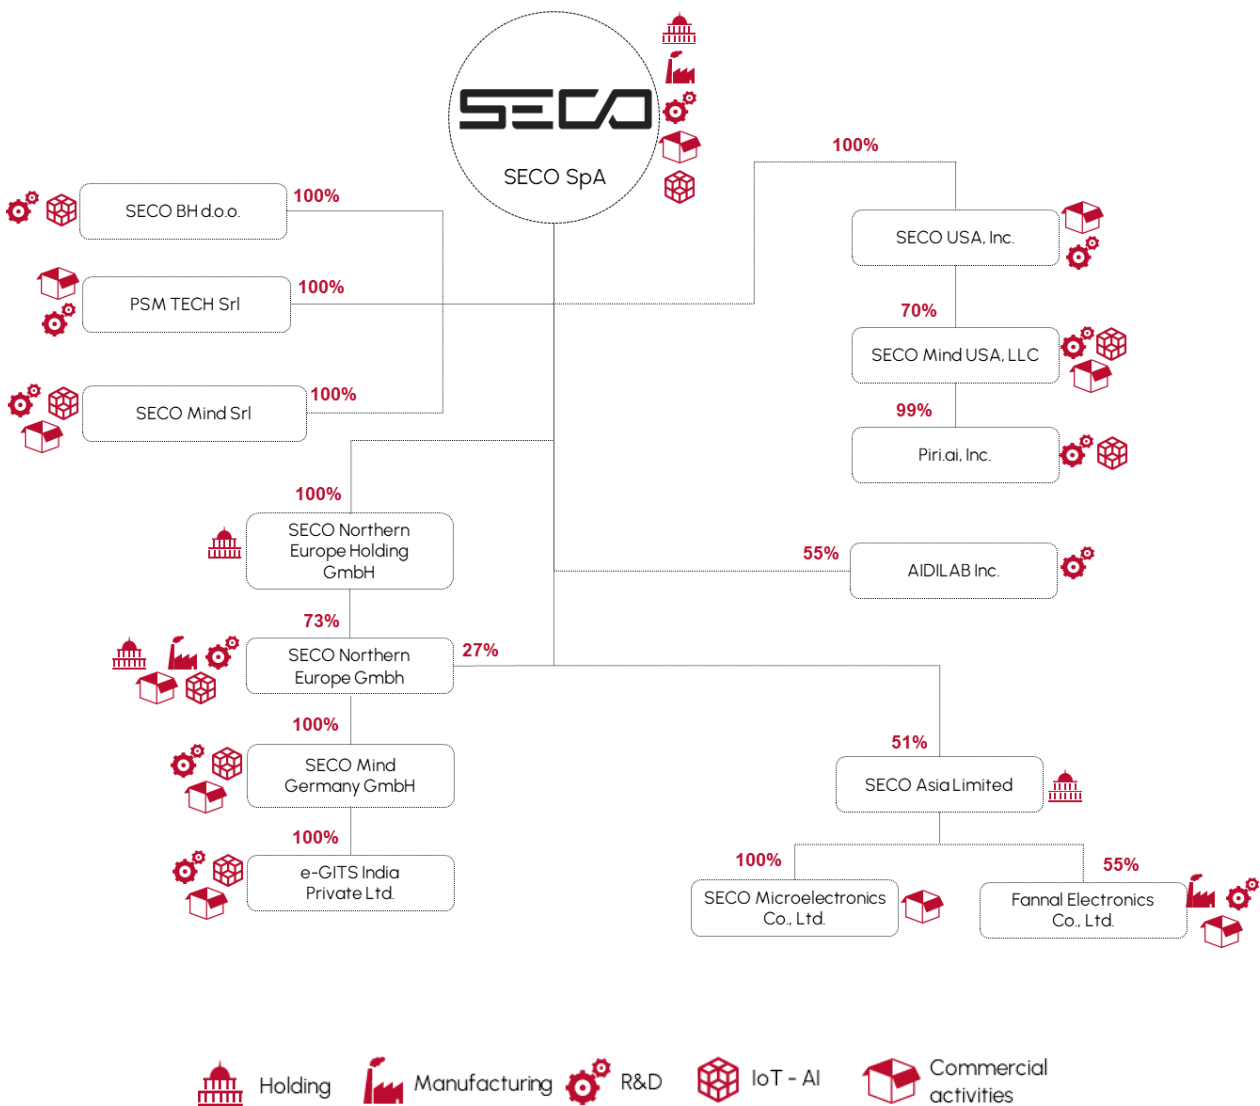 SECO
SECO SpA
100%
SECO BH d.o.o.
100%
PSM TECH Srl
100%
SECO Mind Srl
100%
SECO USA, Inc.
70%
SECO Mind USA, LLC
99%
Piri.ai, Inc.
100%
SECO Northern
Europe Holding
GmbH
55%
AIDILAB Inc.
73%
SECO Northern
Europe Gmbh
27%
100%
SECO Mind
Germany GmbH
51%
SECO Asia Limited
100%
e-GITS India
Private Ltd.
100%
SECO Microelectronics
Co., Ltd.
55%
Fannal Electronics
Co., Ltd.
Holding
Manufacturing
R&D
IoT - AI
Commercial
activities